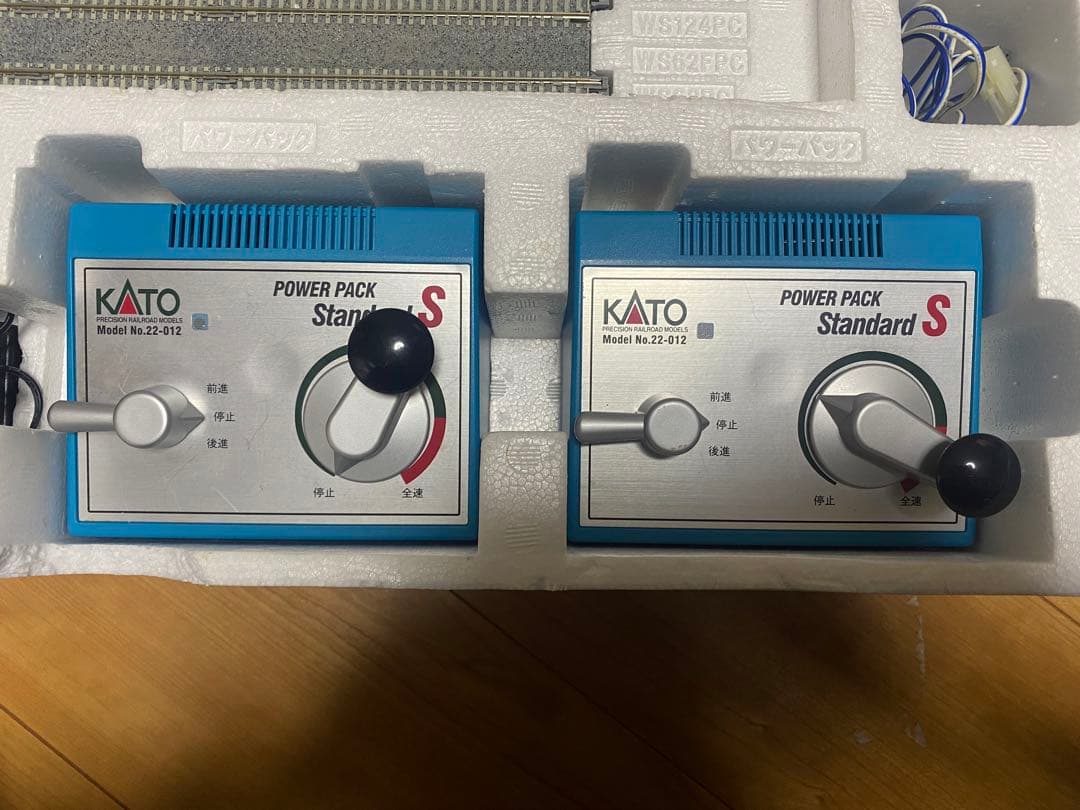 WS124PC
WS62FPC
パワーパック
パワーパック
KATO
PRECISION RAILROAD MODELS
Model No.22-012
POWER PACK
Standard S
前進
停止
後進
停止
全速
KATO
PRECISION RAILROAD MODELS
Model No.22-012
POWER PACK
Standard S
前進
停止
後進
停止
全速